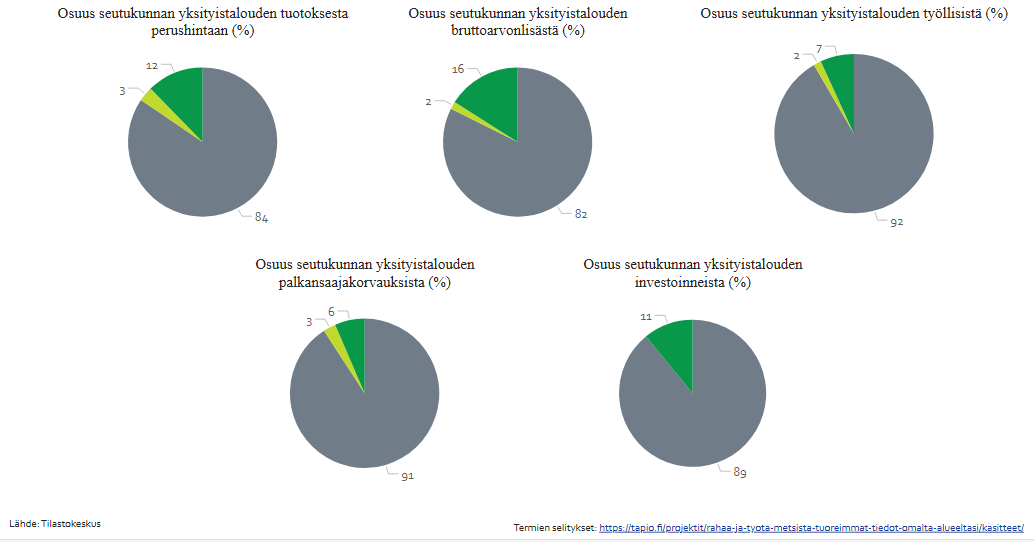 Osuus seutukunnan yksityistalouden tuotoksesta
perushintaan (%)
12
3
84
Osuus seutukunnan yksityistalouden
bruttoarvonlisästä (%)
16
2
82
Osuus seutukunnan yksityistalouden työllisistä (%)
7
2
92
Osuus seutukunnan yksityistalouden
palkansaajakorvauksista (%)
6
3
91
Osuus seutukunnan yksityistalouden
investoinneista (%)
11
89
Lähde: Tilastokeskus
Termien selitykset: https://tapio.fi/projektit/rahaa-ja-tyota-metsista-tuoreimmat-tiedot-omalta-alueeltasi/kasitteet/